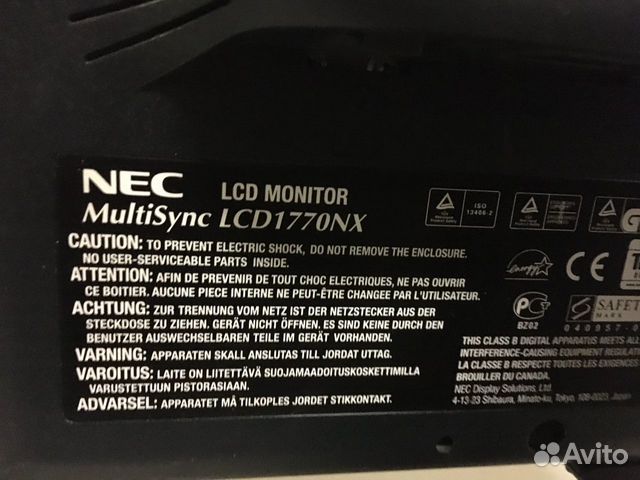 NEC LCD MONITOR
MultiSync LCD1770NX
ISO
13406-2
CAUTION: TO PREVENT ELECTRIC SHOCK, DO NOT REMOVE THE ENCLOSURE.
NO USER-SERVICEABLE PARTS INSIDE.
ATTENTION: AFIN DE PREVENIR DE TOUT CHOC ELECTRIQUES, NE PAS OUVRIR
CE BOITIER. AUCUNE PIECE INTERNE NE PEUT-ÊTRE CHANGEE PAR L'UTILISATEUR.
ACHTUNG: ZUR TRENNUNG VOM NETZ IST DER NETZSTECKER AUS DER
STECKDOSE ZU ZIEHEN. GERÄT NICHT ÖFFNEN. ES WERDEN KEINE DURCH DEN
BENUTZER AUSWECHSELBAREN TEILE IM GERÄT VORHANDEN.
VARNING: APPARATEN SKALL ANSLUTAS TILL JORDAT UTTAG.
VAROITUS: LAITE ON LIITETTÄVÄ SUOJAMAADOITUSKOSKETTIMILLA
VARUSTETTUUN PISTORASIAAN.
ADVARSEL: APPARATET MÅ TILKOPLES JORDET STIKKONTAKT.
energy
CE
BZ02
SAFET
MARK
040957-0
THIS CLASS B DIGITAL APPARATUS MEETS ALL
INTERFERENCE-CAUSING EQUIPMENT REGULA
LA CLASSE B RESPECTE TOUTES LES EXIGENCES
BROUILLER DU CANADA.
NEC Display Solutions, Ltd.
4-13-23 Shibaura, Minato-ku, Tokyo, 108-0023, Japan
Avito